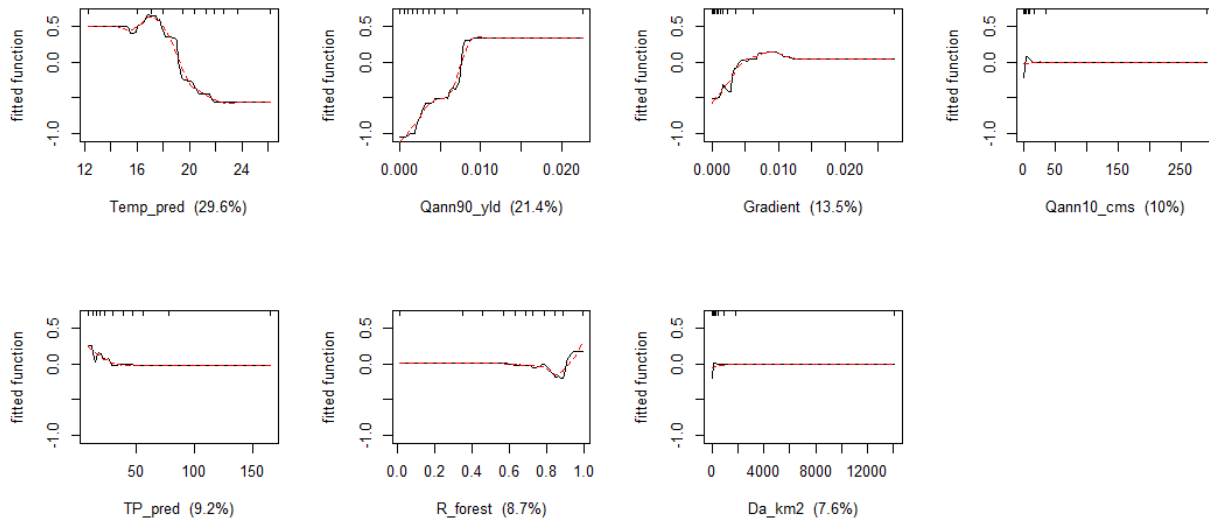 fitted function
0.5
0.0
-1.0
12 16 20 24
Temp_pred (29.6%)
fitted function
0.5
0.0
-1.0
0.000 0.010 0.020
Qann90_yld (21.4%)
fitted function
0.5
0.0
-1.0
0.000 0.010 0.020
Gradient (13.5%)
fitted function
0.5
0.0
-1.0
0 50 150 250
Qann10_cms (10%)
fitted function
0.5
0.0
-1.0
50 100 150
TP_pred (9.2%)
fitted function
0.5
0.0
-1.0
0.0 0.2 0.4 0.6 0.8 1.0
R_forest (8.7%)
fitted function
0.5
0.0
-1.0
0 4000 8000 12000
Da_km2 (7.6%)